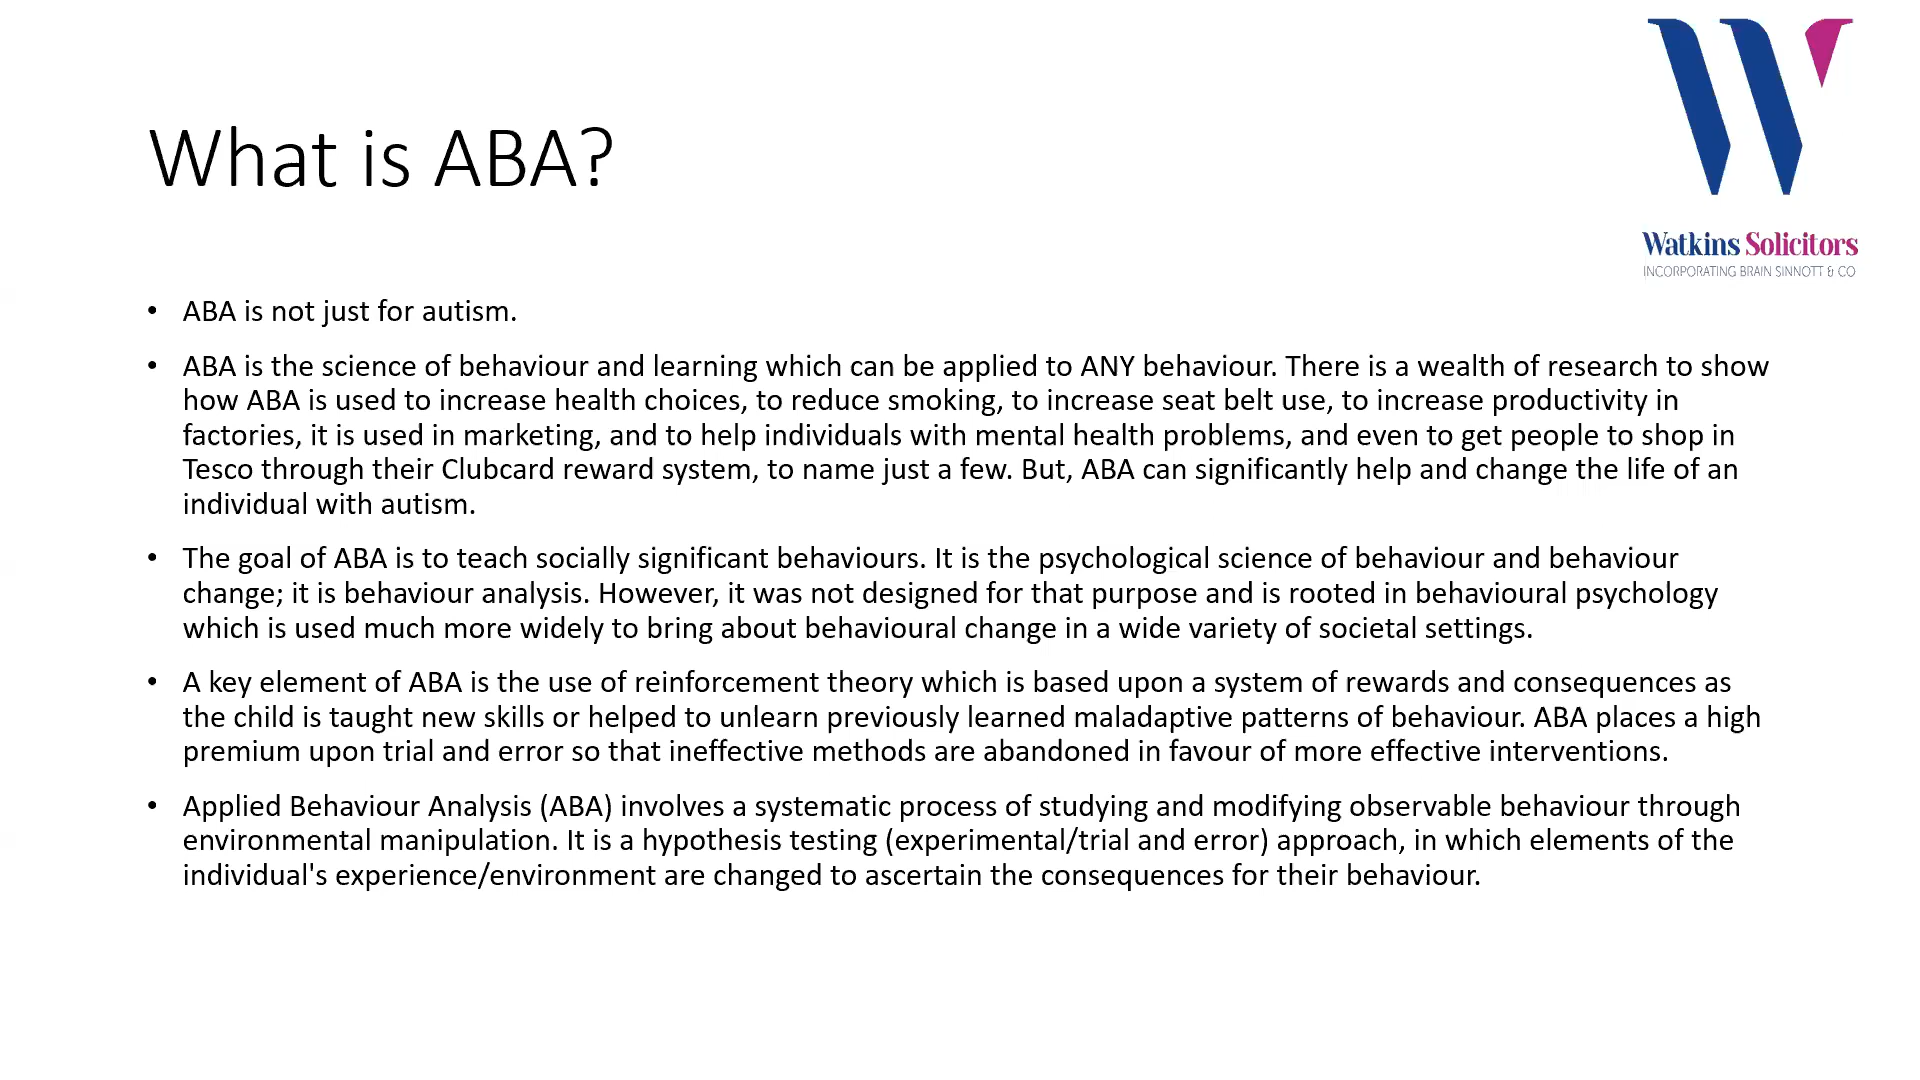 What is ABA?
Watkins Solicitors
INCORPORATING BRAIN SINNOTT & CO
• ABA is not just for autism.
• ABA is the science of behaviour and learning which can be applied to ANY behaviour. There is a wealth of research to show
how ABA is used to increase health choices, to reduce smoking, to increase seat belt use, to increase productivity in
factories, it is used in marketing, and to help individuals with mental health problems, and even to get people to shop in
Tesco through their Clubcard reward system, to name just a few. But, ABA can significantly help and change the life of an
individual with autism.
• The goal of ABA is to teach socially significant behaviours. It is the psychological science of behaviour and behaviour
change; it is behaviour analysis. However, it was not designed for that purpose and is rooted in behavioural psychology
which is used much more widely to bring about behavioural change in a wide variety of societal settings.
• A key element of ABA is the use of reinforcement theory which is based upon a system of rewards and consequences as
the child is taught new skills or helped to unlearn previously learned maladaptive patterns of behaviour. ABA places a high
premium upon trial and error so that ineffective methods are abandoned in favour of more effective interventions.
• Applied Behaviour Analysis (ABA) involves a systematic process of studying and modifying observable behaviour through
environmental manipulation. It is a hypothesis testing (experimental/trial and error) approach, in which elements of the
individual's experience/environment are changed to ascertain the consequences for their behaviour.